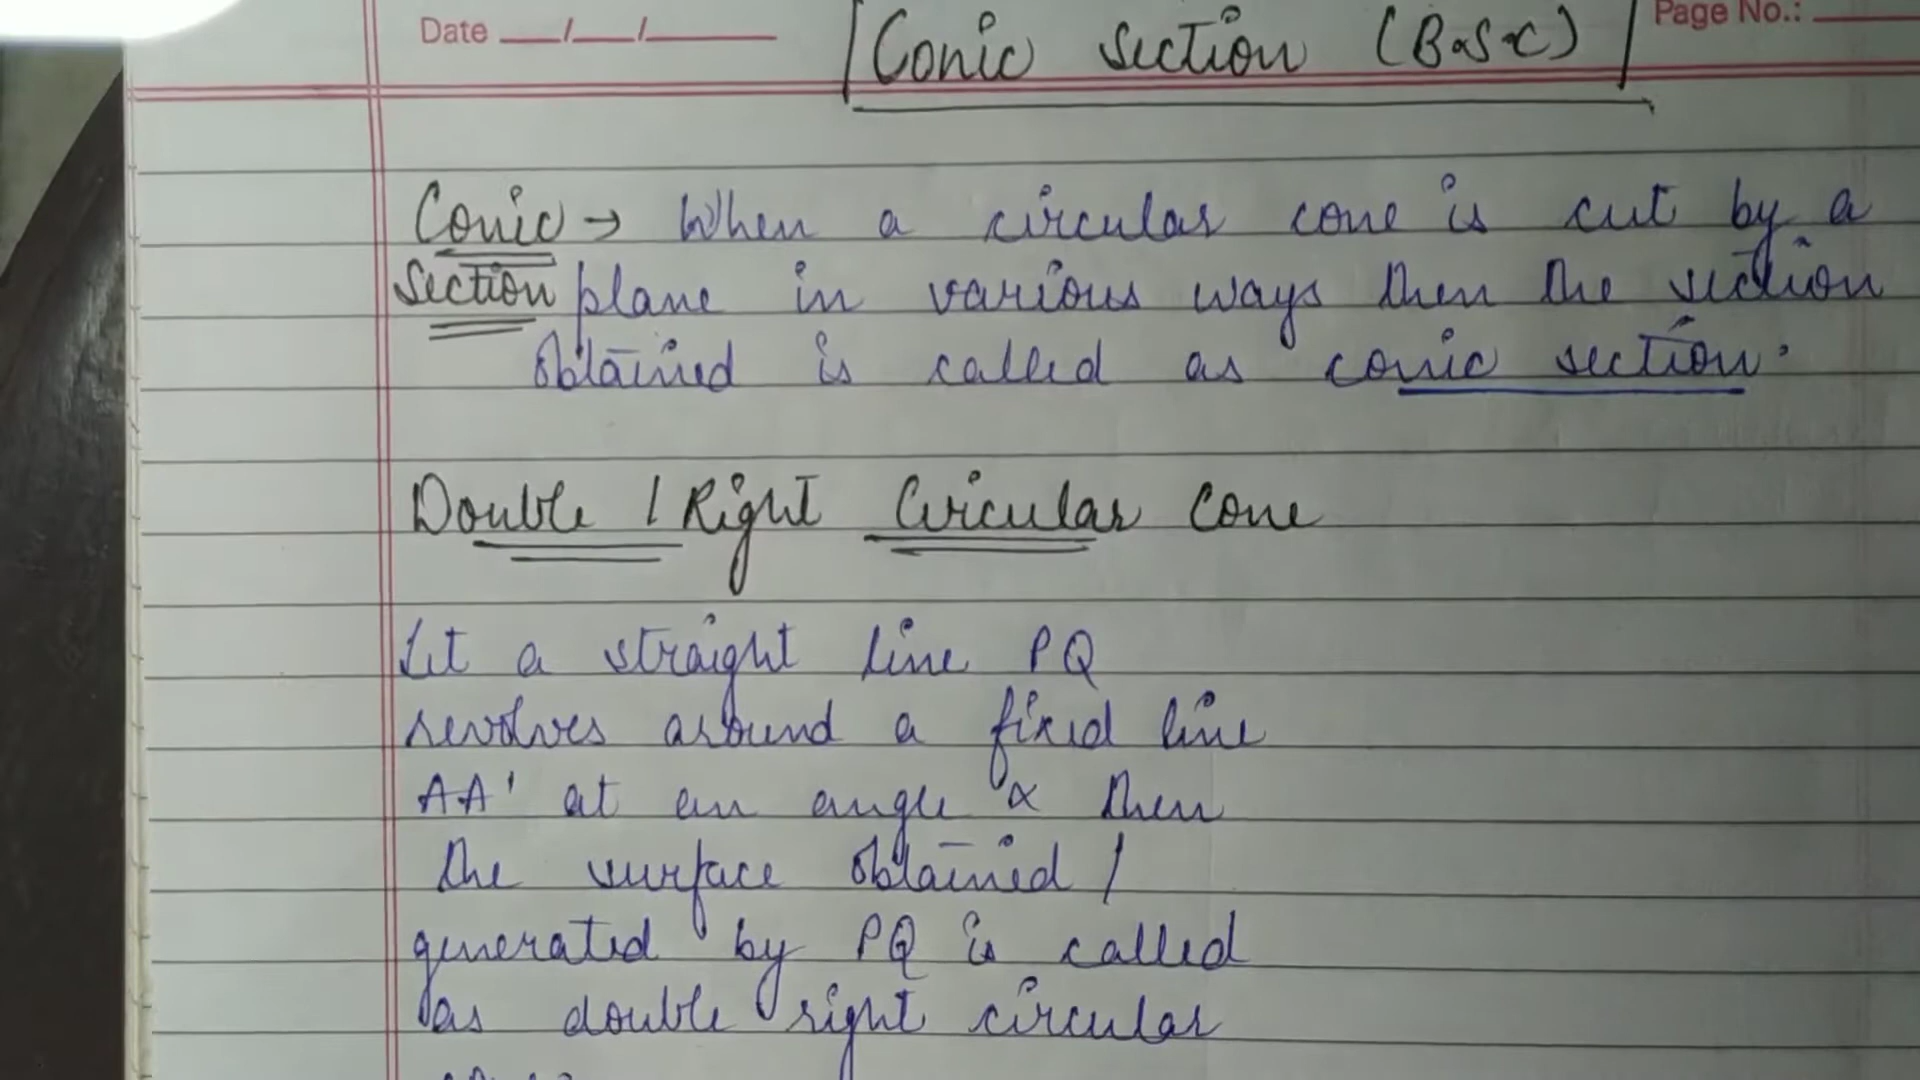 Date __/__/____ Conic section (B.Sc) Page No.: ____
Conic → When a circular cone is cut by a
section plane in various ways then the section
obtained is called as conic section.
Double / Right Circular Cone
Let a straight line PQ
revolves around a fixed line
AA' at an angle α then
the surface obtained /
generated by PQ is called
as double right circular